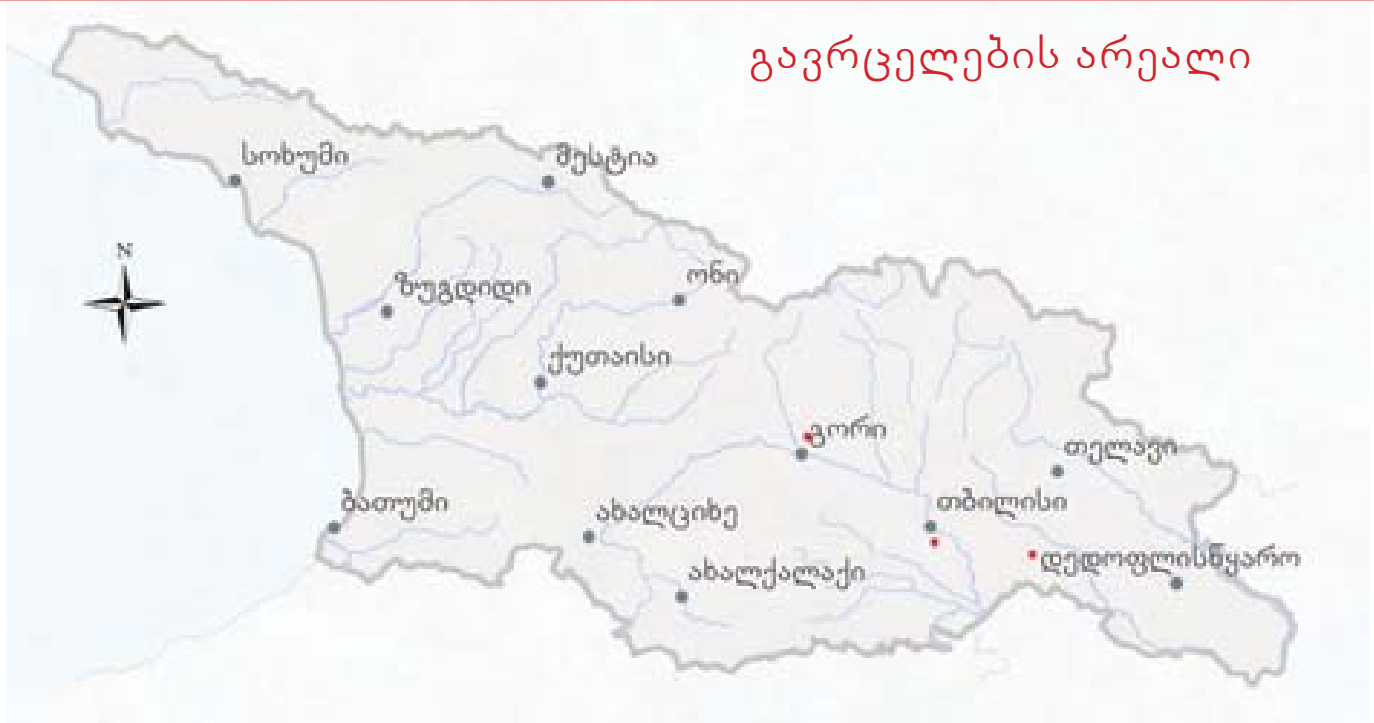 გავრცელების არეალი
სოხუმი
მესტია
N
ზუგდიდი
ონი
ქუთაისი
გორი
თელავი
ბათუმი
ახალციხე
თბილისი
ახალქალაქი
დედოფლისწყარო